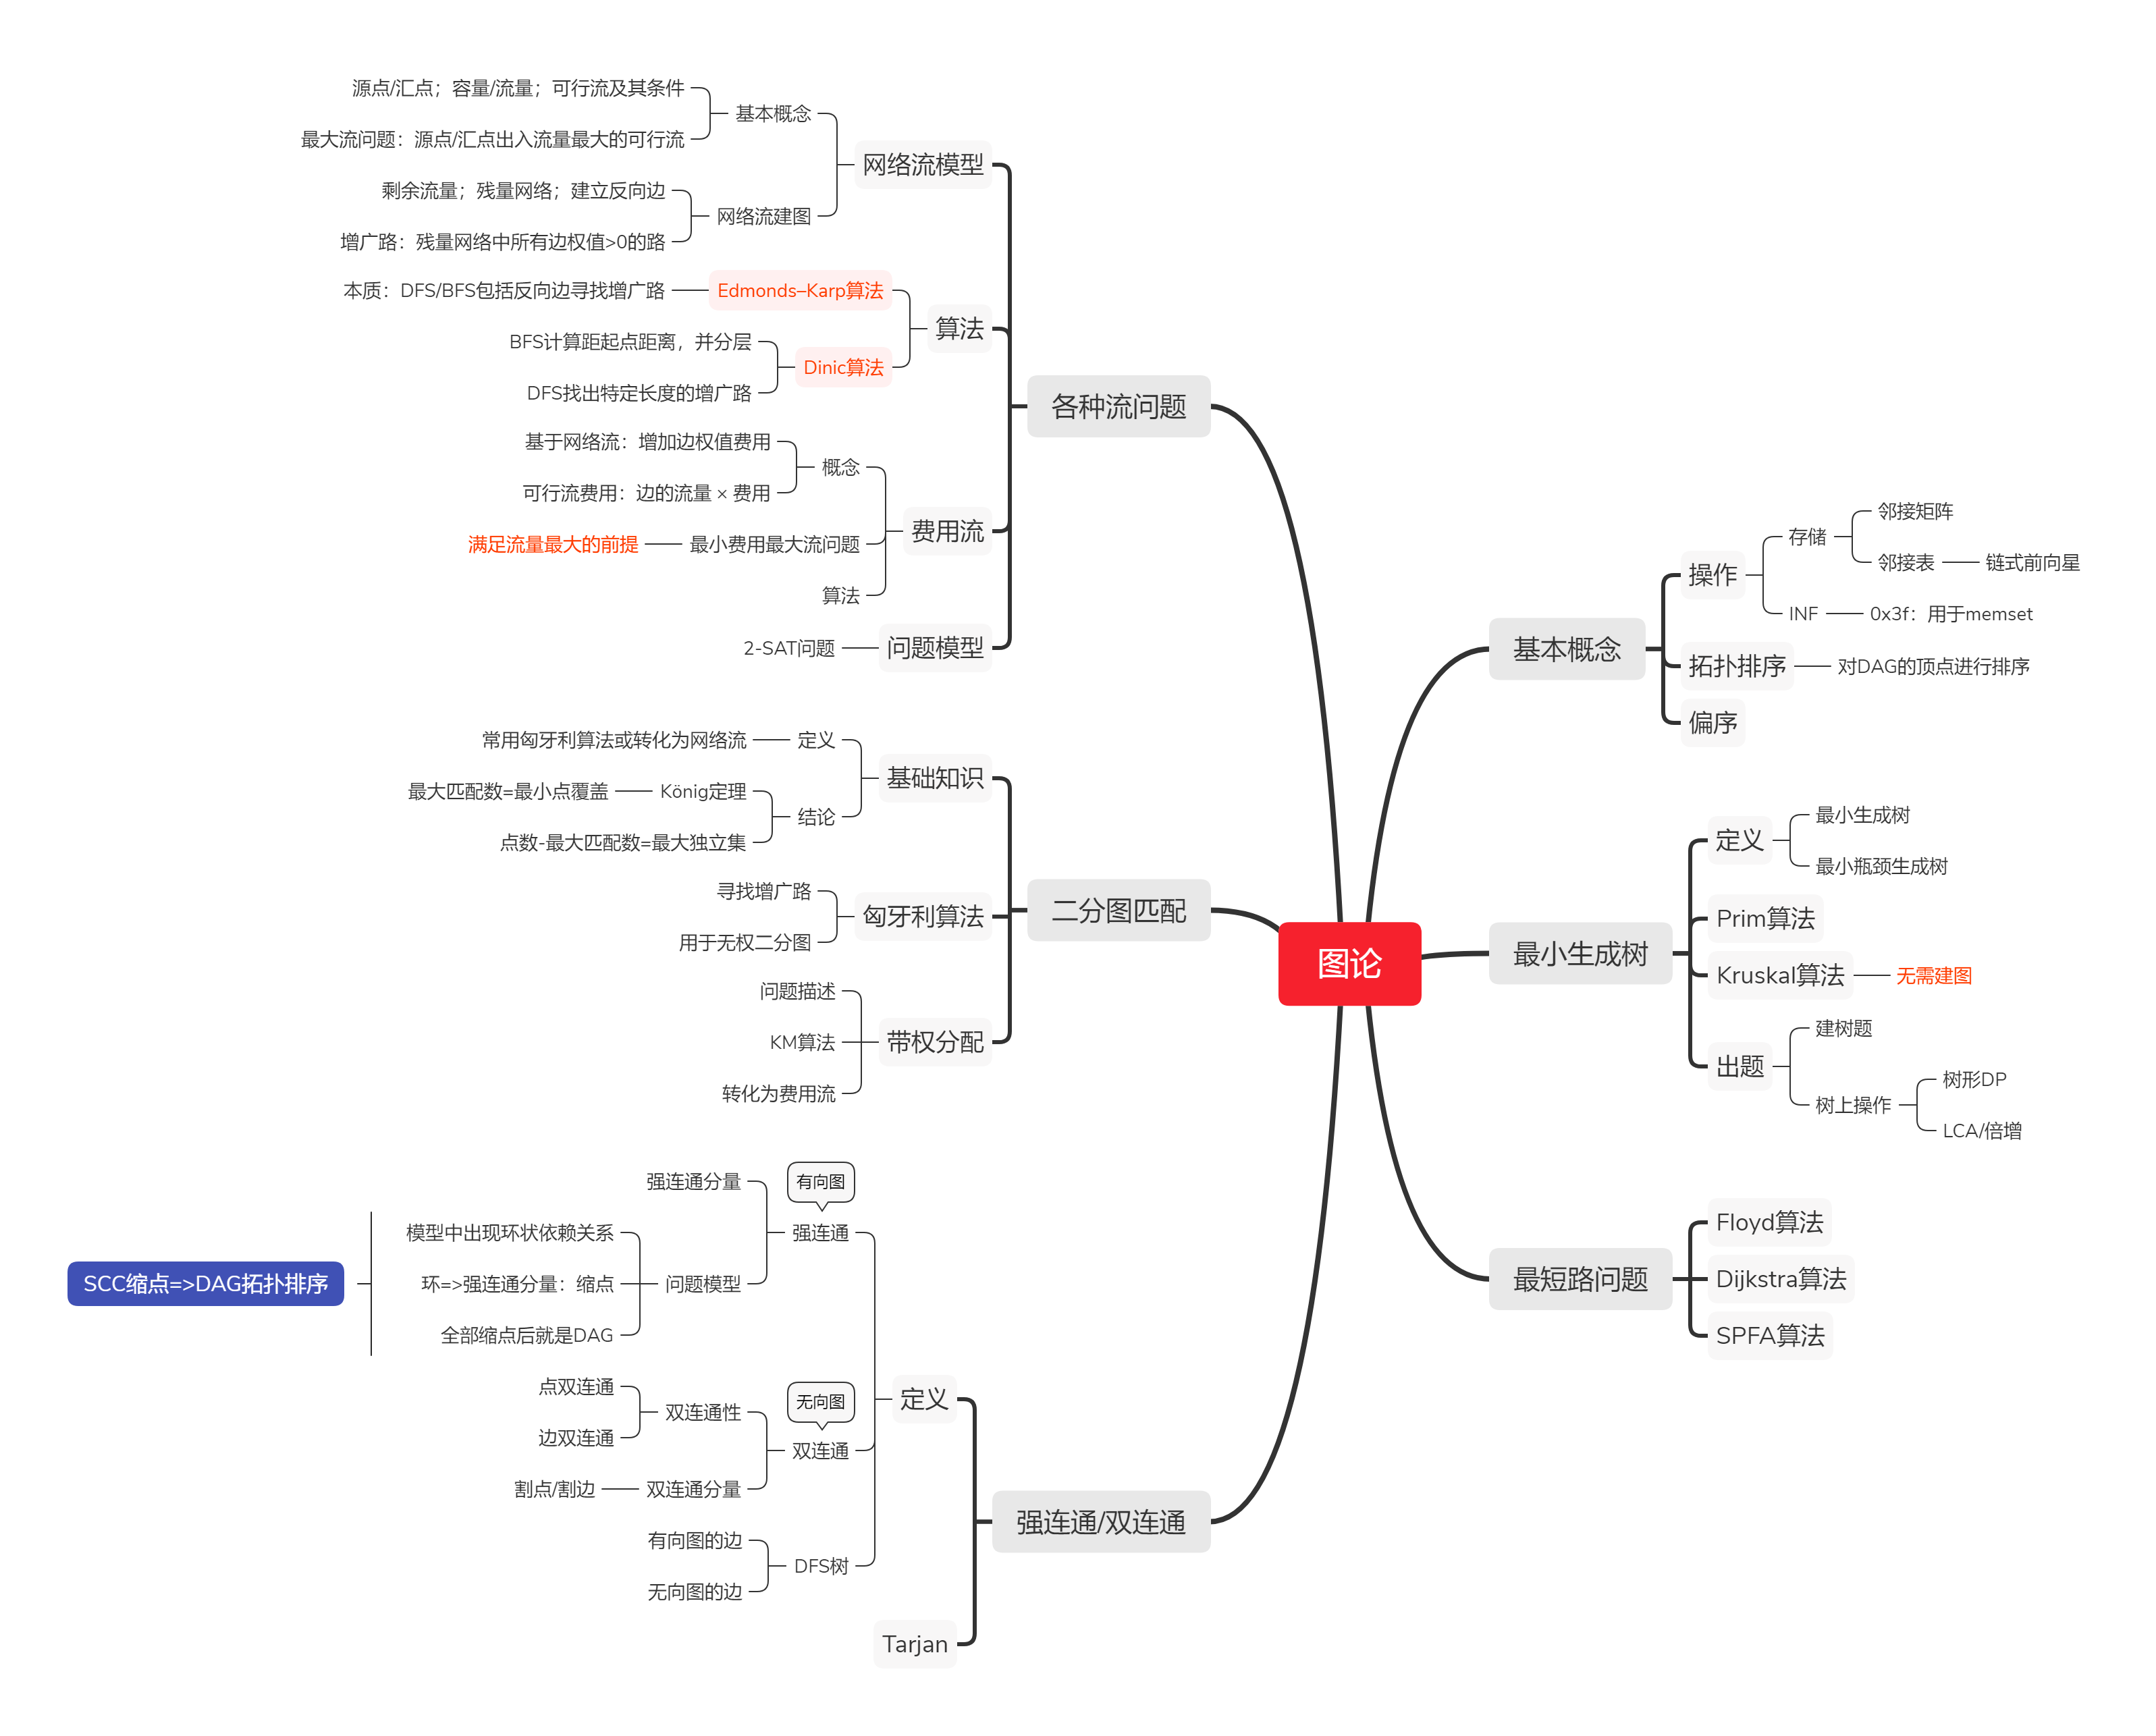 图论
基本概念
操作
存储
邻接矩阵
邻接表
链式前向星
INF
0x3f：用于memset
拓扑排序
对DAG的顶点进行排序
偏序
最小生成树
定义
最小生成树
最小瓶颈生成树
Prim算法
Kruskal算法
无需建图
出题
建树题
树上操作
树形DP
LCA/倍增
最短路问题
Floyd算法
Dijkstra算法
SPFA算法
各种流问题
网络流模型
基本概念
源点/汇点；容量/流量；可行流及其条件
最大流问题：源点/汇点出入流量最大的可行流
网络流建图
剩余流量；残量网络；建立反向边
增广路：残量网络中所有边权值>0的路
算法
Edmonds–Karp算法
本质：DFS/BFS包括反向边寻找增广路
Dinic算法
BFS计算距起点距离，并分层
DFS找出特定长度的增广路
费用流
概念
基于网络流：增加边权值费用
可行流费用：边的流量 × 费用
最小费用最大流问题
满足流量最大的前提
算法
问题模型
2-SAT问题
二分图匹配
基础知识
定义
常用匈牙利算法或转化为网络流
结论
König定理
最大匹配数=最小点覆盖
点数-最大匹配数=最大独立集
匈牙利算法
寻找增广路
用于无权二分图
带权分配
问题描述
KM算法
转化为费用流
强连通/双连通
定义
有向图
强连通
强连通分量
问题模型
模型中出现环状依赖关系
环=>强连通分量：缩点
全部缩点后就是DAG
SCC缩点=>DAG拓扑排序
无向图
双连通
双连通性
点双连通
边双连通
双连通分量
割点/割边
DFS树
有向图的边
无向图的边
Tarjan